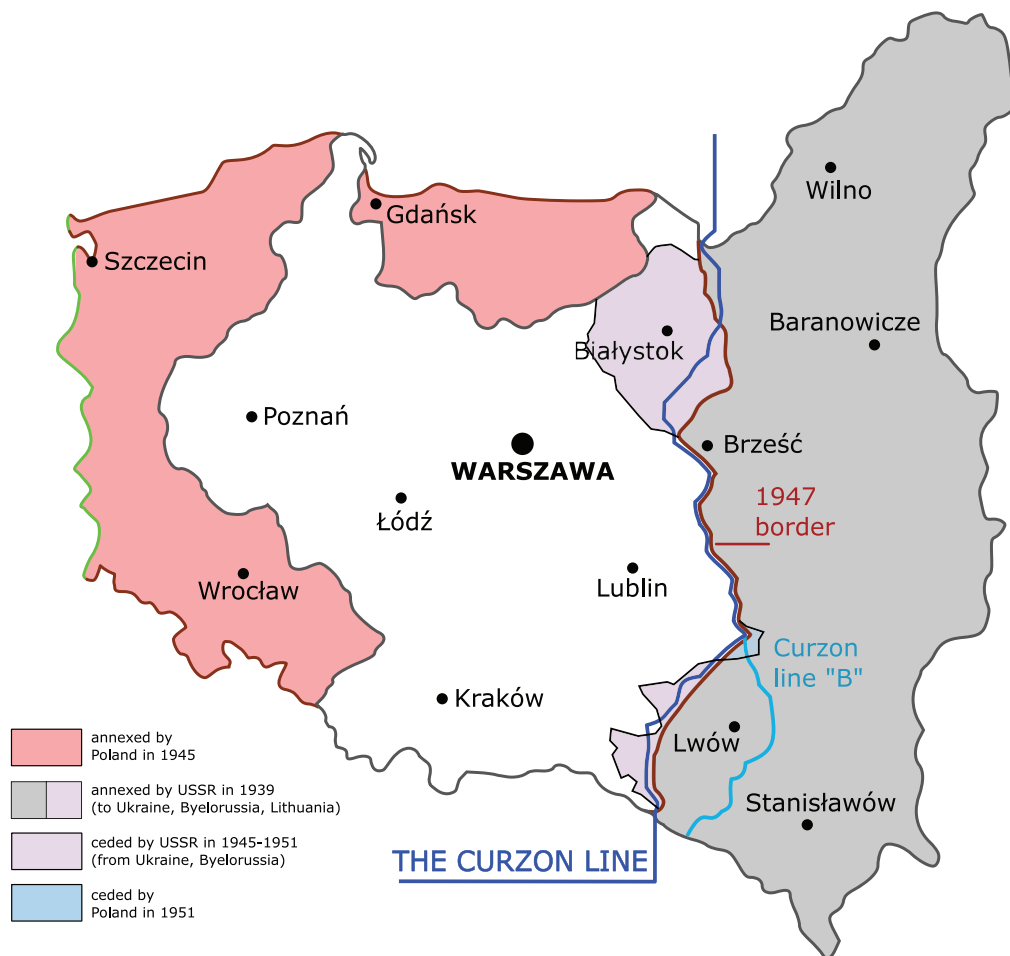 Wilno
Gdańsk
Szczecin
Baranowicze
Białystok
Poznań
Brześć
WARSZAWA
1947
border
Łódź
Lublin
Wrocław
Curzon
line "B"
Kraków
Lwów
Stanisławów
THE CURZON LINE
annexed by
Poland in 1945
annexed by USSR in 1939
(to Ukraine, Byelorussia, Lithuania)
ceded by USSR in 1945-1951
(from Ukraine, Byelorussia)
ceded by
Poland in 1951